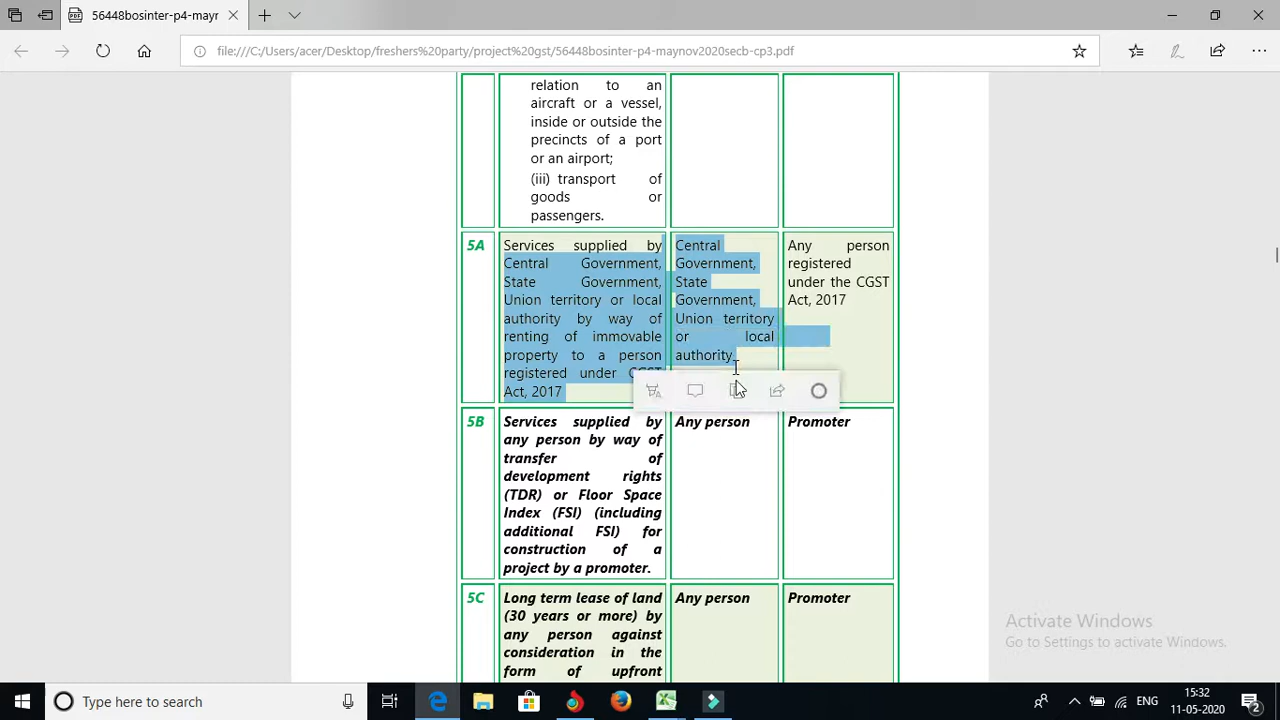 56448bosinter-p4-mayr
file:///C:/Users/acer/Desktop/freshers%20party/project%20gst/56448bosinter-p4-maynov2020secb-cp3.pdf
relation to an
aircraft or a vessel,
inside or outside the
precincts of a port
or an airport;
(iii) transport of
goods or
passengers.
5A
Services supplied by
Central Government,
State Government,
Union territory or local
authority by way of
renting of immovable
property to a person
registered under CGST
Act, 2017
Central
Government,
State
Government,
Union territory
or local
authority
Any person
registered
under the CGST
Act, 2017
5B
Services supplied by
any person by way of
transfer of
development rights
(TDR) or Floor Space
Index (FSI) (including
additional FSI) for
construction of a
project by a promoter.
Any person
Promoter
5C
Long term lease of land
(30 years or more) by
any person against
consideration in the
form of upfront
Any person
Promoter
Activate Windows
Go to Settings to activate Windows.
Type here to search
ENG
15:32
11-05-2020
2